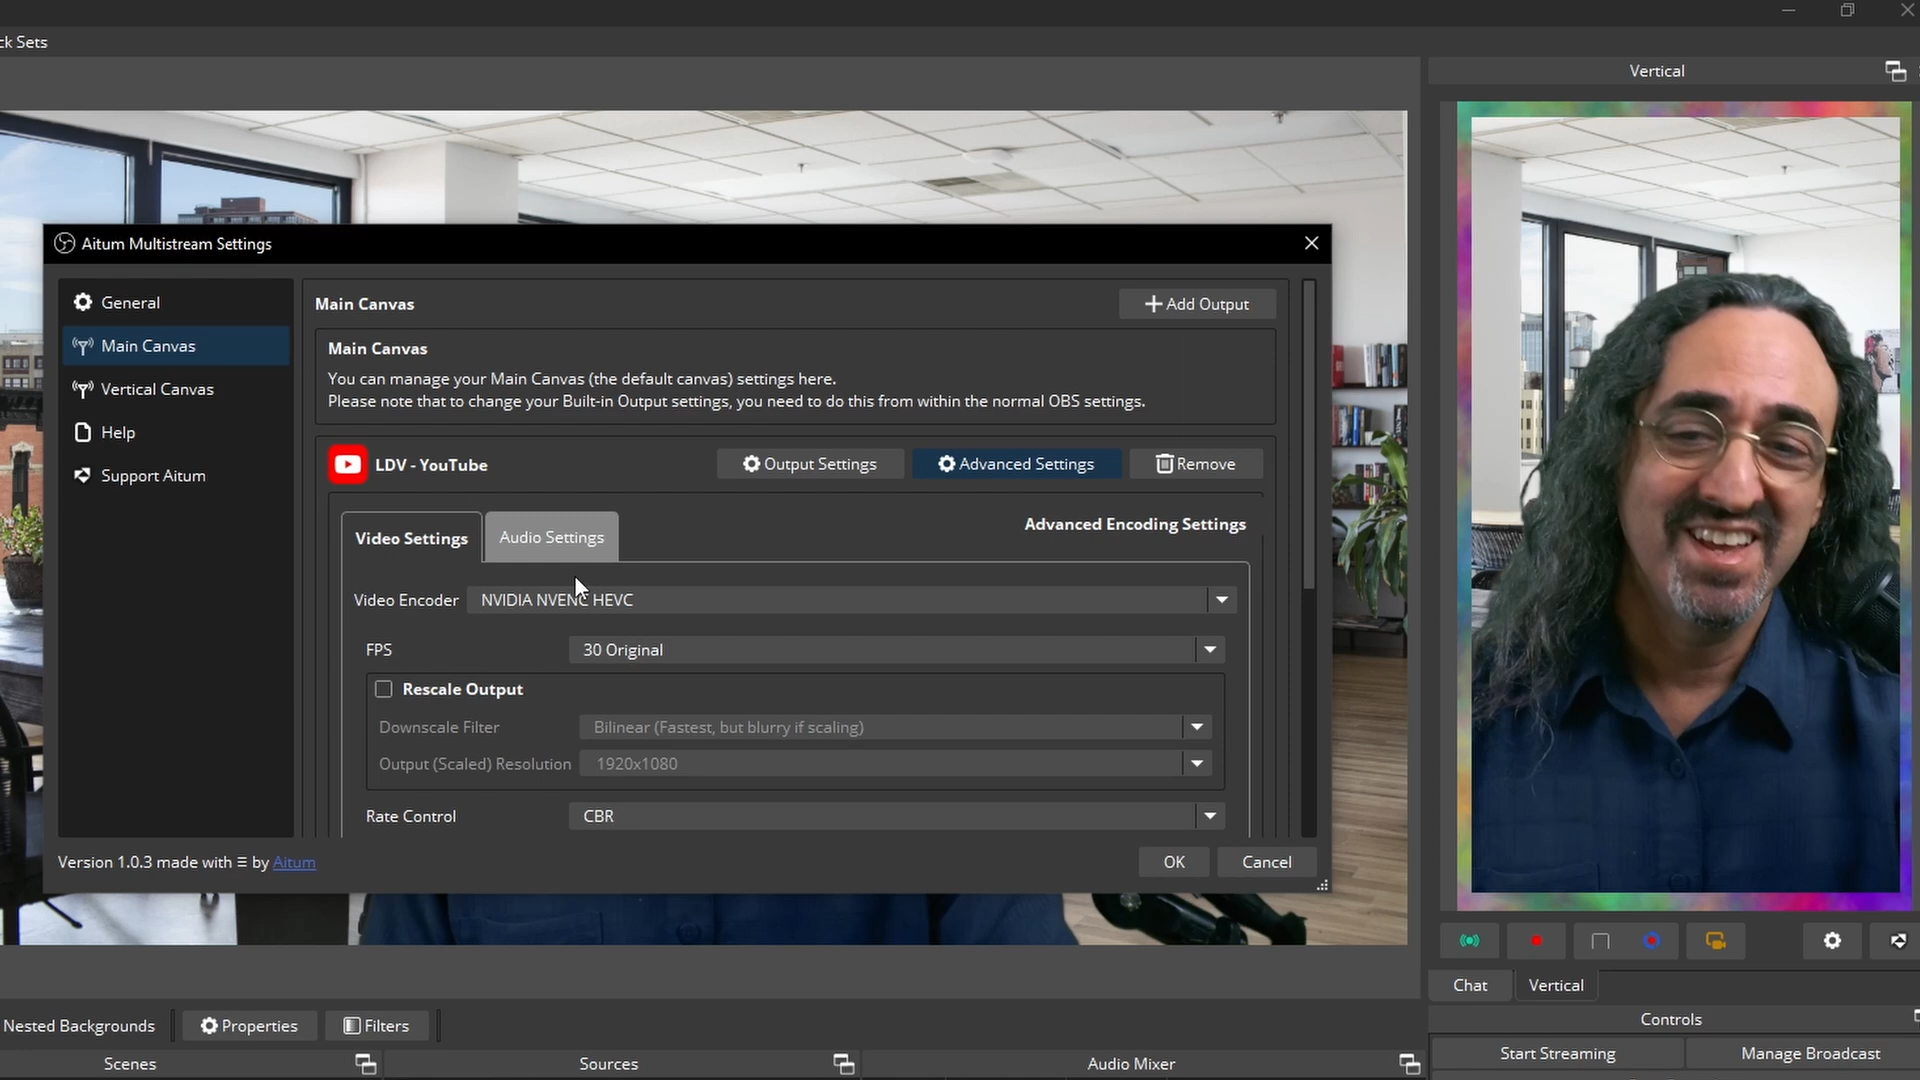 ck Sets
Vertical
Aitum Multistream Settings
General
Main Canvas
Vertical Canvas
Help
Support Aitum
Main Canvas
Add Output
Main Canvas
You can manage your Main Canvas (the default canvas) settings here.
Please note that to change your Built-in Output settings, you need to do this from within the normal OBS settings.
LDV - YouTube
Output Settings
Advanced Settings
Remove
Video Settings
Audio Settings
Advanced Encoding Settings
Video Encoder
NVIDIA NVENC HEVC
FPS
30 Original
Rescale Output
Downscale Filter
Bilinear (Fastest, but blurry if scaling)
Output (Scaled) Resolution
1920x1080
Rate Control
CBR
Version 1.0.3 made with ☰ by Aitum
OK
Cancel
Chat
Vertical
Nested Backgrounds
Properties
Filters
Controls
Scenes
Sources
Audio Mixer
Start Streaming
Manage Broadcast